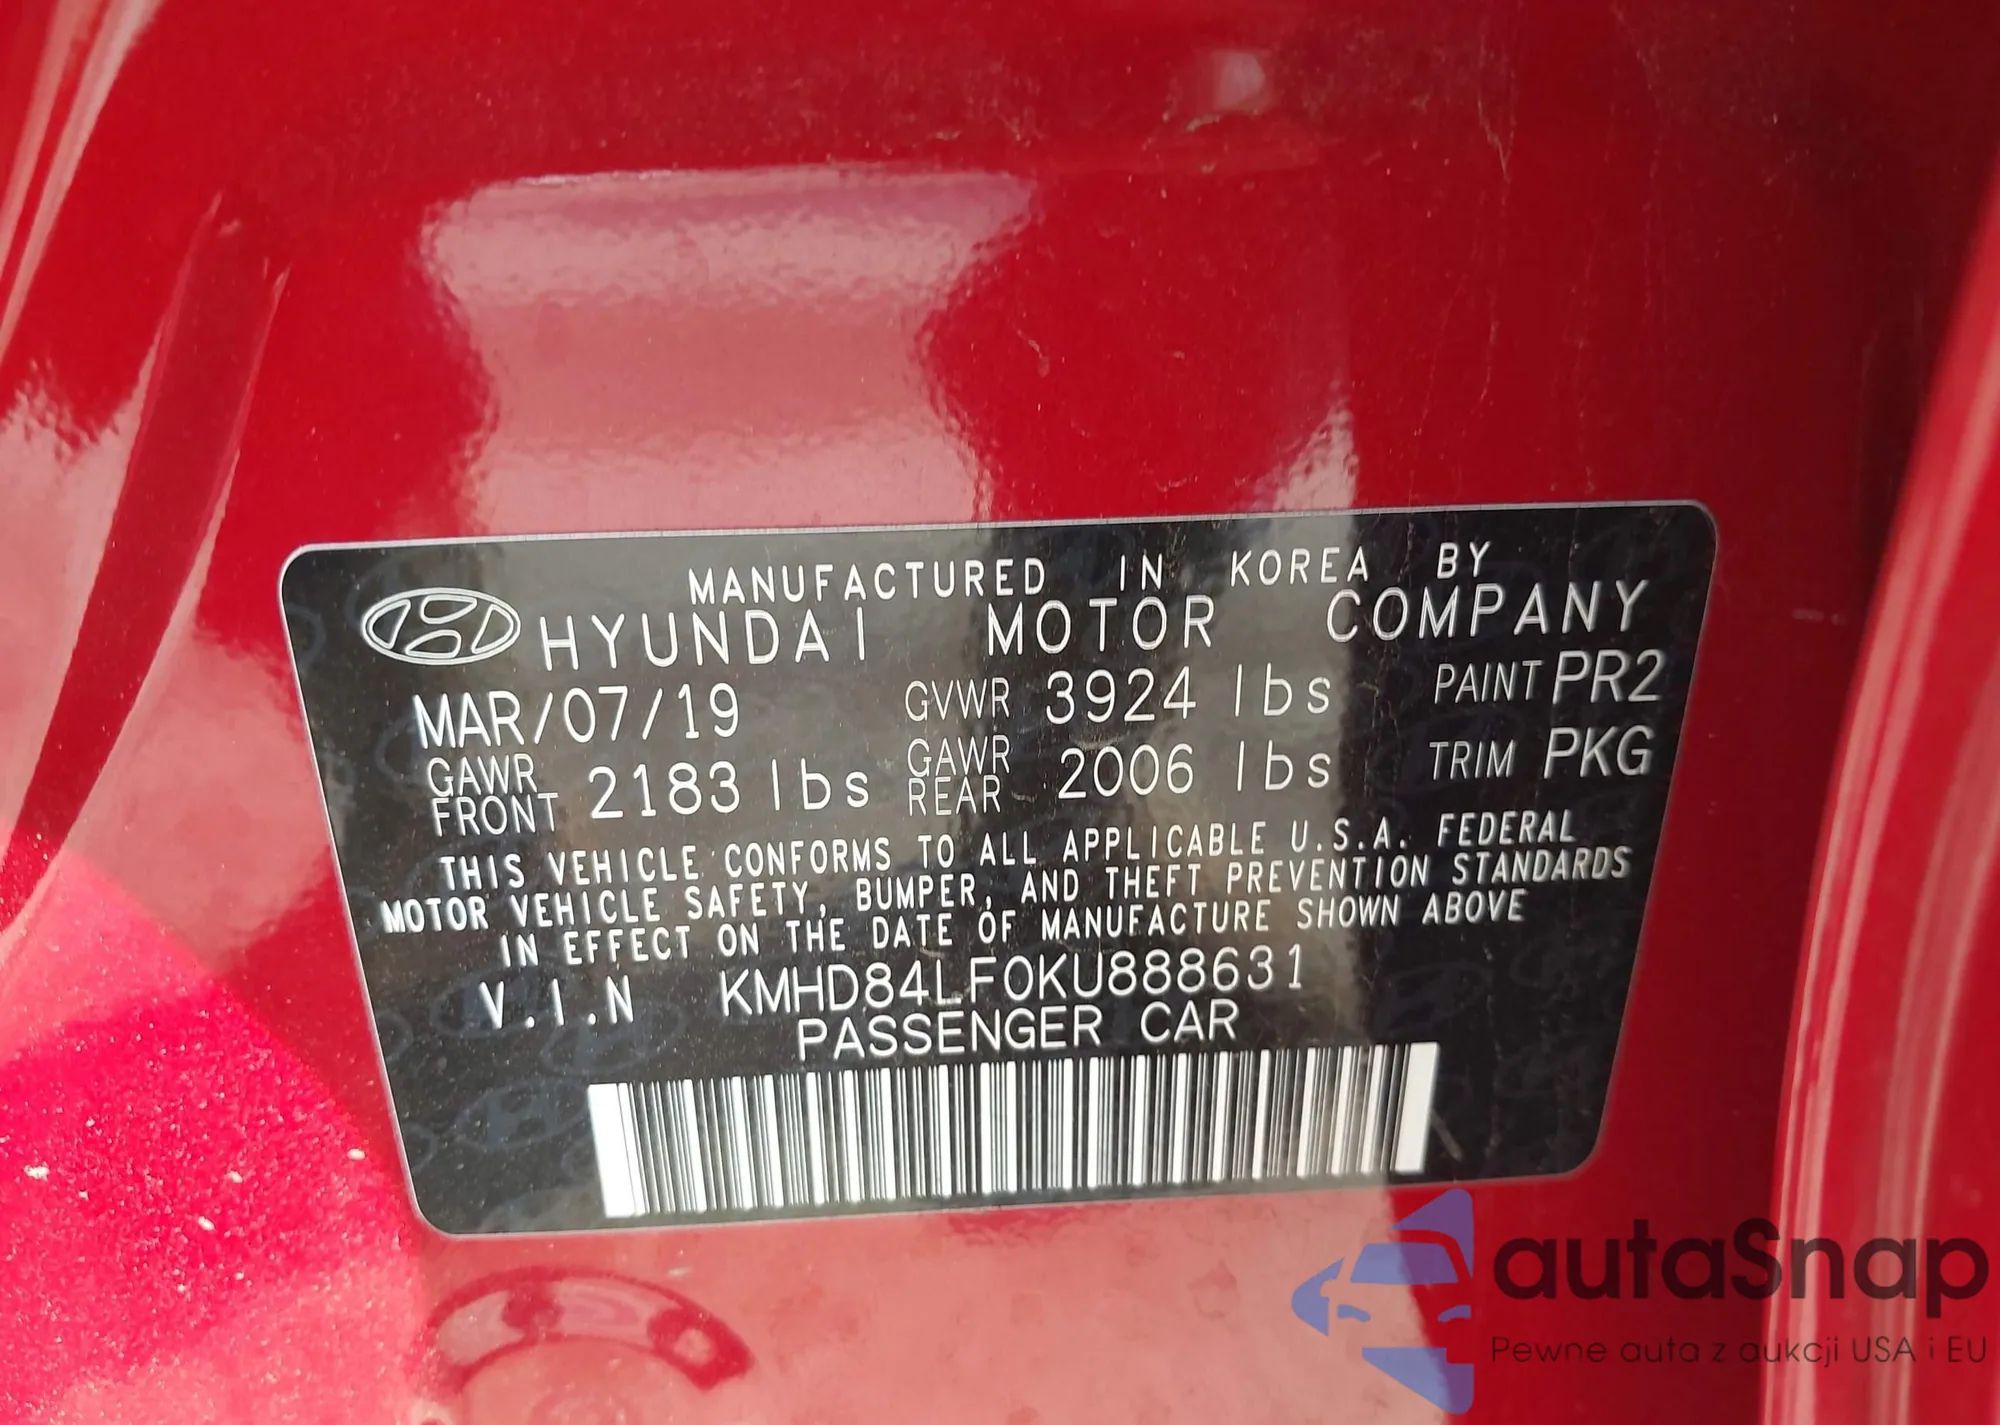 MANUFACTURED IN KOREA BY
HYUNDAI MOTOR COMPANY
MAR/07/19 GVWR 3924 lbs PAINT PR2
GAWR FRONT 2183 lbs GAWR REAR 2006 lbs TRIM PKG
THIS VEHICLE CONFORMS TO ALL APPLICABLE U.S.A. FEDERAL
MOTOR VEHICLE SAFETY, BUMPER, AND THEFT PREVENTION STANDARDS
IN EFFECT ON THE DATE OF MANUFACTURE SHOWN ABOVE
V.I.N KMHD84LF0KU888631
PASSENGER CAR
autaSnap
Pewne auta z aukcji USA i EU